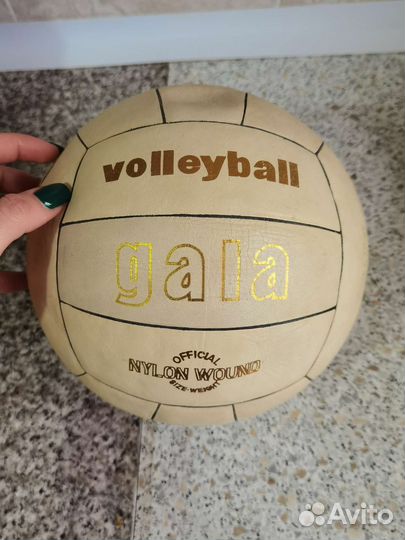 volleyball
gala
OFFICIAL
NYLON WOUND
SIZE-WEIGHT
Avito